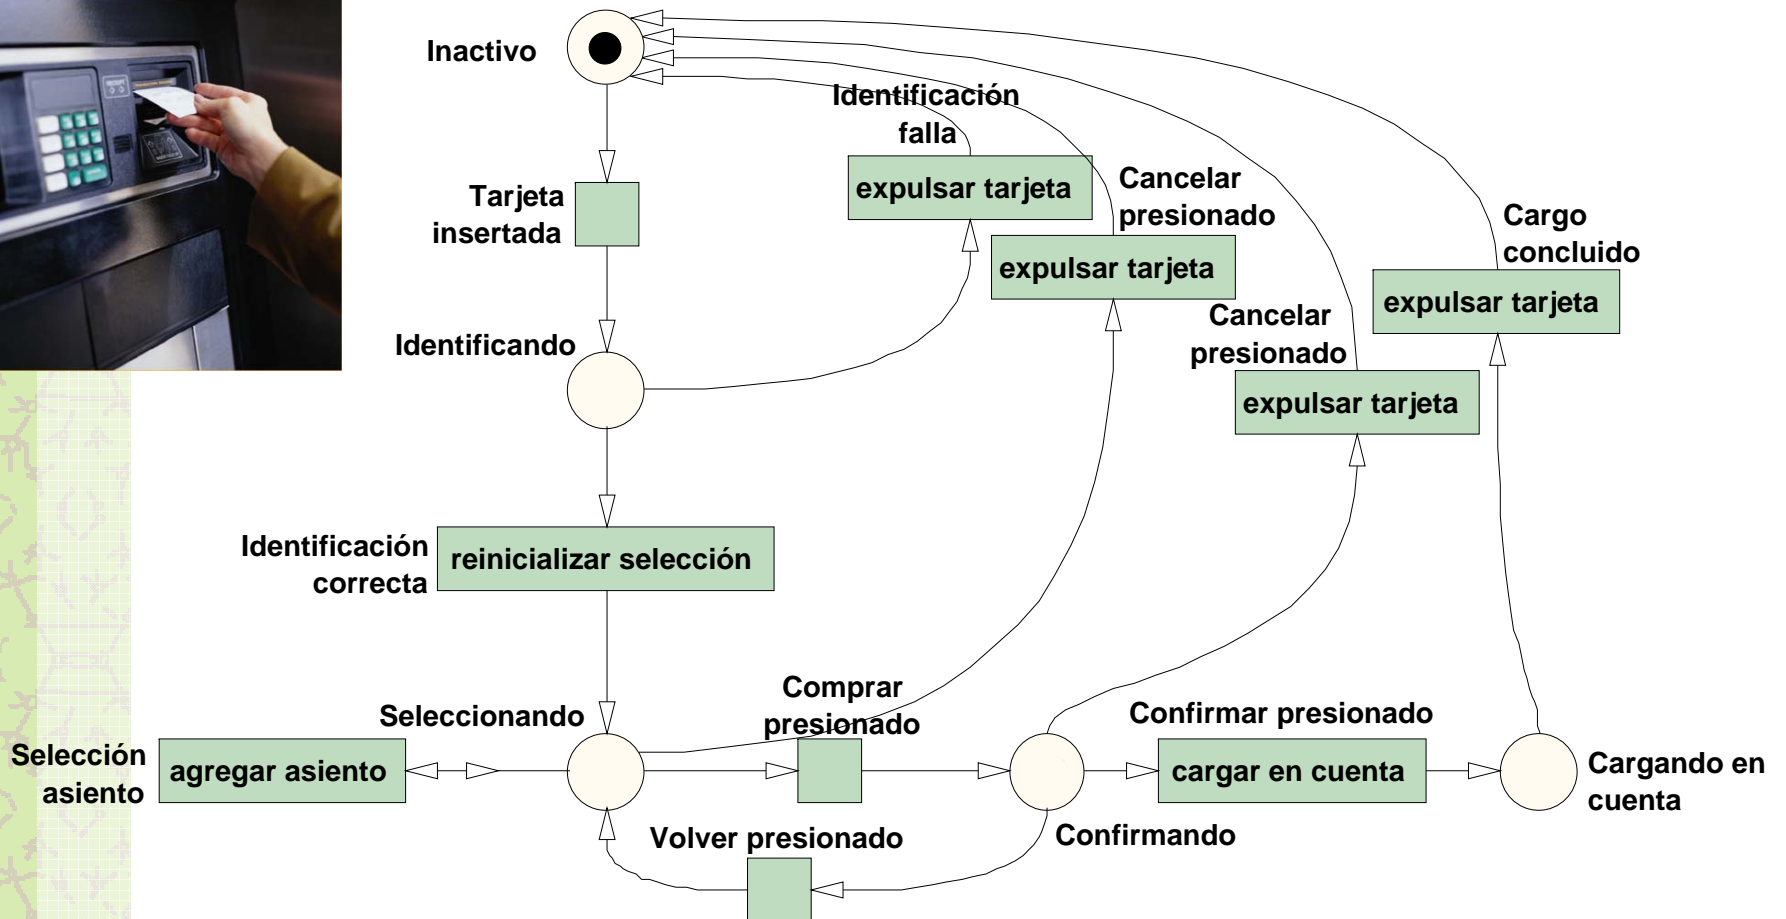 Inactivo
Identificación
falla
expulsar tarjeta
Cancelar
presionado
Tarjeta
insertada
Cargo
concluido
expulsar tarjeta
expulsar tarjeta
Cancelar
presionado
Identificando
expulsar tarjeta
Identificación
correcta
reinicializar selección
Comprar
presionado
Seleccionando
Confirmar presionado
Selección
asiento
agregar asiento
cargar en cuenta
Cargando en
cuenta
Volver presionado
Confirmando